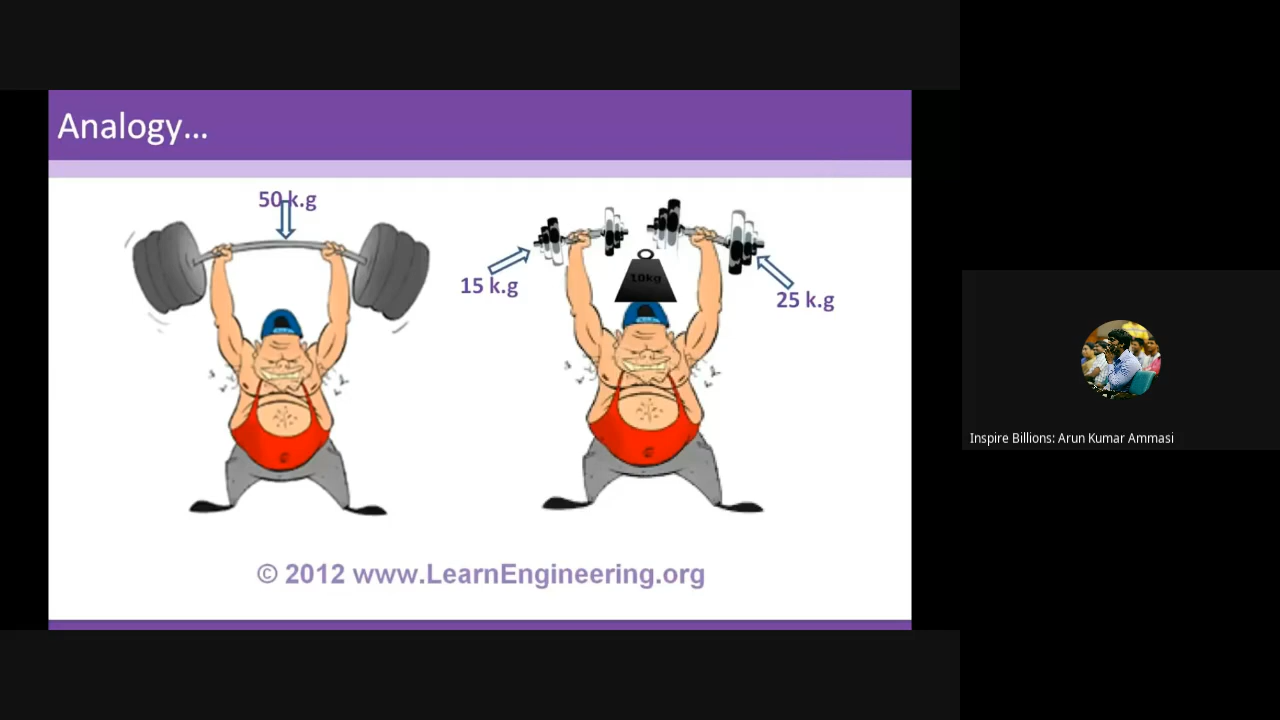 Analogy...
50 k.g
15 k.g
10kg
25 k.g
© 2012 www.LearnEngineering.org
Inspire Billions: Arun Kumar Ammasi